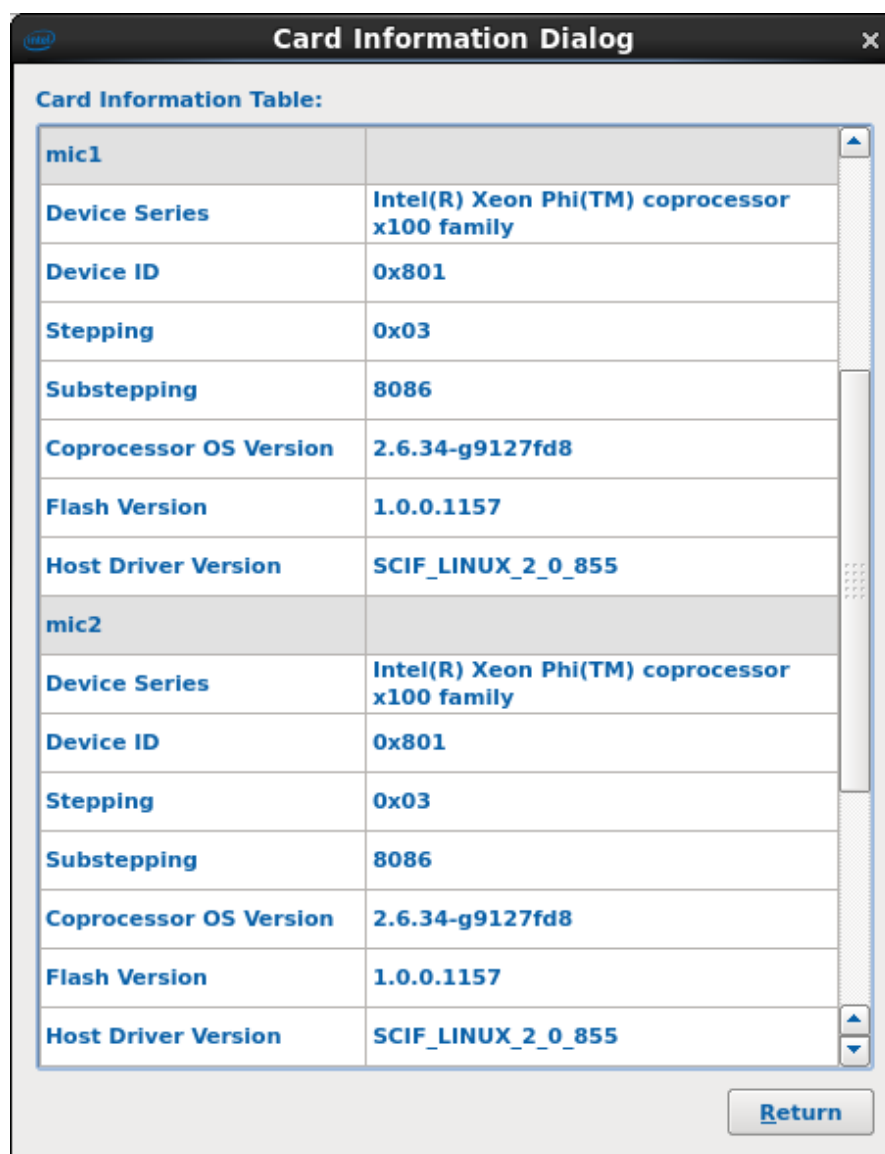 intel
Card Information Dialog
Card Information Table:
mic1
Device Series Intel(R) Xeon Phi(TM) coprocessor
x100 family
Device ID 0x801
Stepping 0x03
Substepping 8086
Coprocessor OS Version 2.6.34-g9127fd8
Flash Version 1.0.0.1157
Host Driver Version SCIF_LINUX_2_0_855
mic2
Device Series Intel(R) Xeon Phi(TM) coprocessor
x100 family
Device ID 0x801
Stepping 0x03
Substepping 8086
Coprocessor OS Version 2.6.34-g9127fd8
Flash Version 1.0.0.1157
Host Driver Version SCIF_LINUX_2_0_855
Return